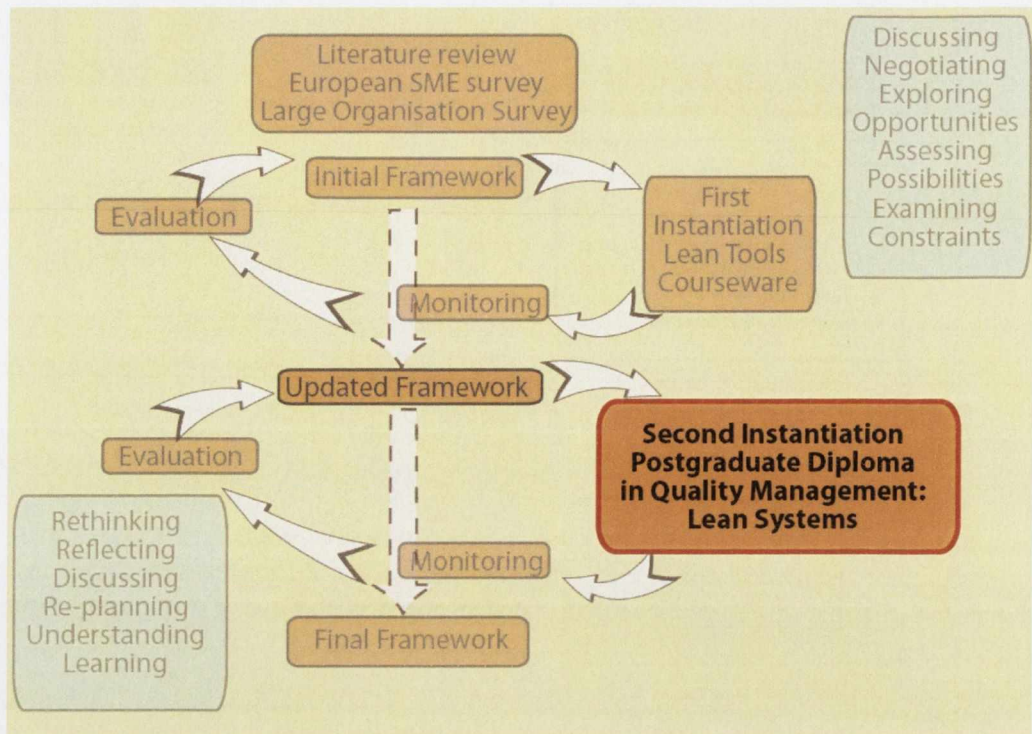 Literature review
European SME survey
Large Organisation Survey
Discussing
Negotiating
Exploring
Opportunities
Assessing
Possibilities
Examining
Constraints
Initial Framework
Evaluation
First
Instantiation
Lean Tools
Courseware
Monitoring
Updated Framework
Evaluation
Second Instantiation
Postgraduate Diploma
in Quality Management:
Lean Systems
Rethinking
Reflecting
Discussing
Re-planning
Understanding
Learning
Monitoring
Final Framework